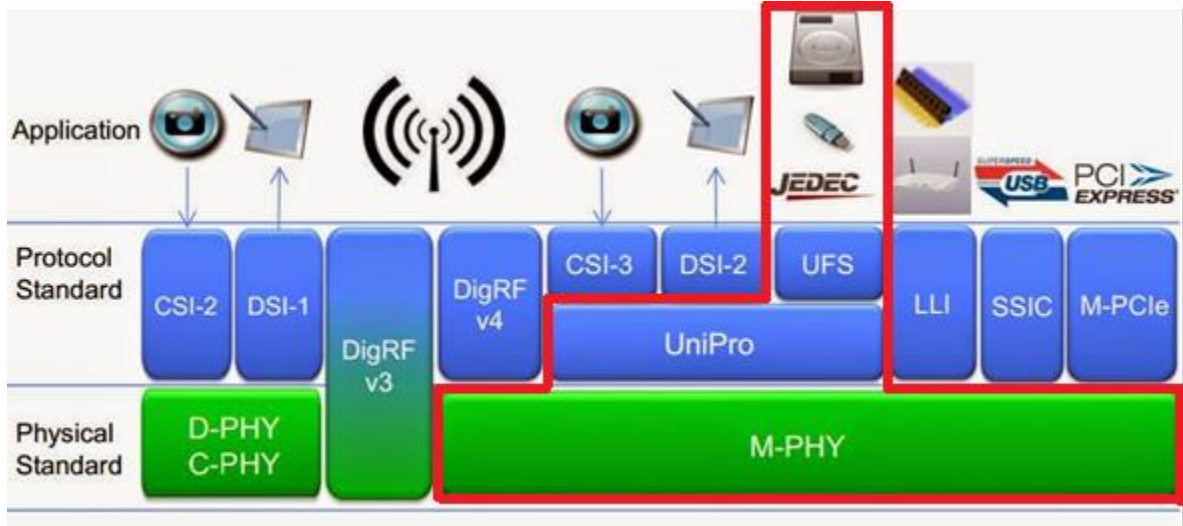 Application
JEDEC
SUPERSPEED
USB
PCI
EXPRESS
Protocol
Standard
CSI-2
DSI-1
DigRF
v3
DigRF
v4
CSI-3
DSI-2
UFS
UniPro
LLI
SSIC
M-PCIe
Physical
Standard
D-PHY
C-PHY
M-PHY